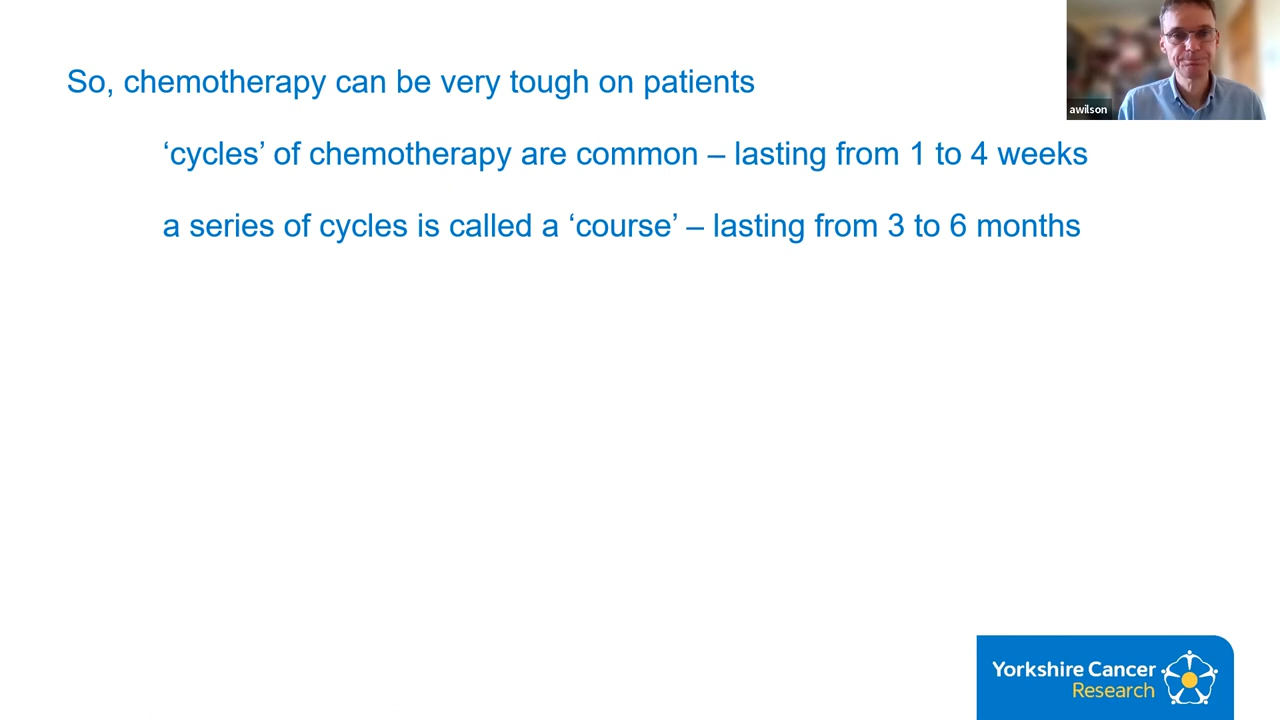 So, chemotherapy can be very tough on patients
awilson
‘cycles’ of chemotherapy are common – lasting from 1 to 4 weeks
a series of cycles is called a ‘course’ – lasting from 3 to 6 months
Yorkshire Cancer
Research